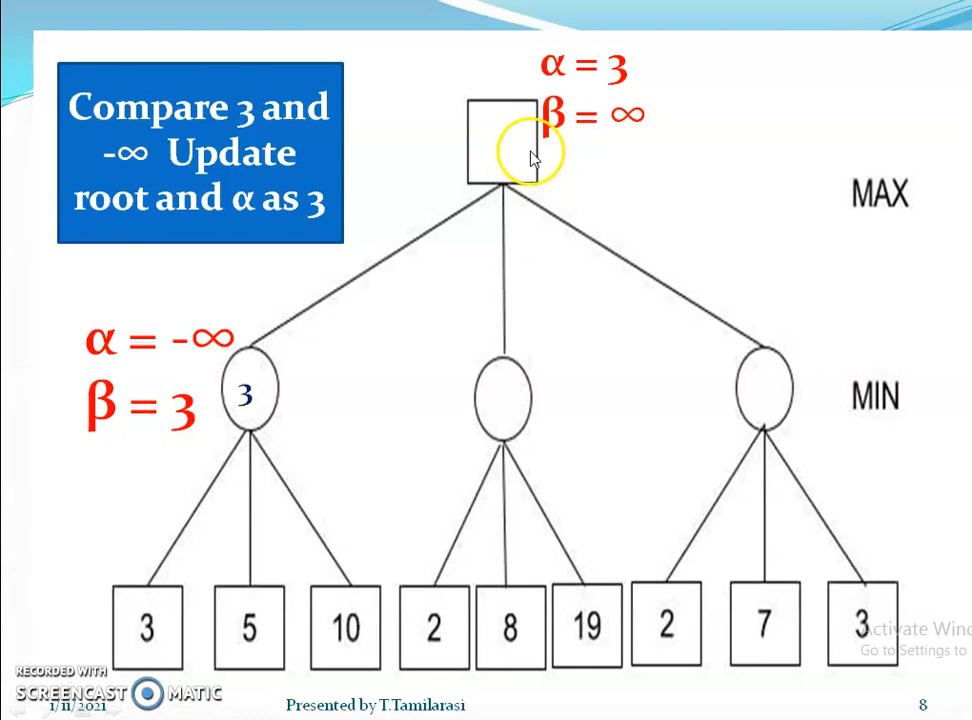 α = 3
β = ∞
Compare 3 and
-∞ Update
root and α as 3
MAX
α = -∞
β = 3
3
MIN
3 5 10 2 8 19 2 7 3
Activate Wind
Go to Settings to
RECORDED WITH
SCREENCAST MATIC
1/11/2021 Presented by T.Tamilarasi 8